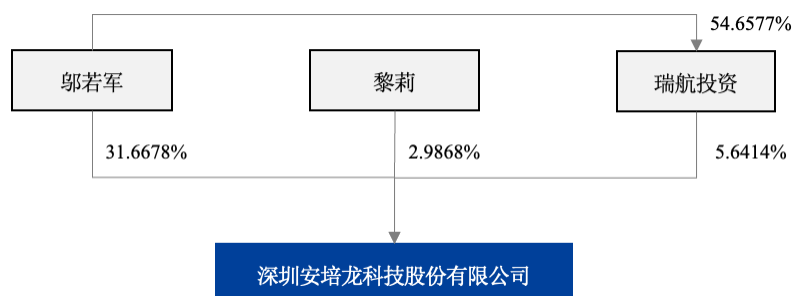 54.6577%
邬若军
黎莉
瑞航投资
31.6678%
2.9868%
5.6414%
深圳安培龙科技股份有限公司